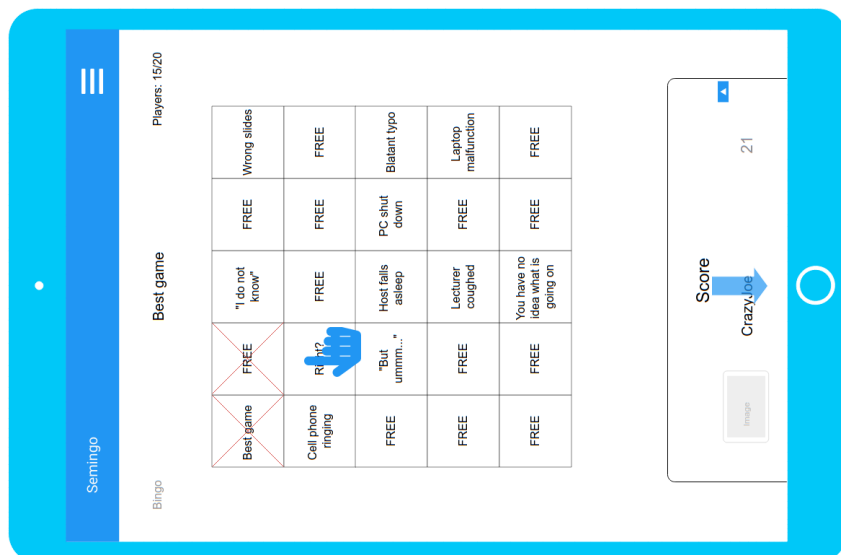 Semingo
Bingo
Best game
Players: 15/20
Best game
FREE
"I do not
know"
FREE
Wrong slides
Cell phone
ringing
Right?
FREE
FREE
FREE
FREE
"But
ummm..."
Host falls
asleep
PC shut
down
Blatant typo
FREE
FREE
Lecturer
coughed
FREE
Laptop
malfunction
FREE
FREE
You have no
idea what is
going on
FREE
FREE
Score
Image
CrazyJoe
21